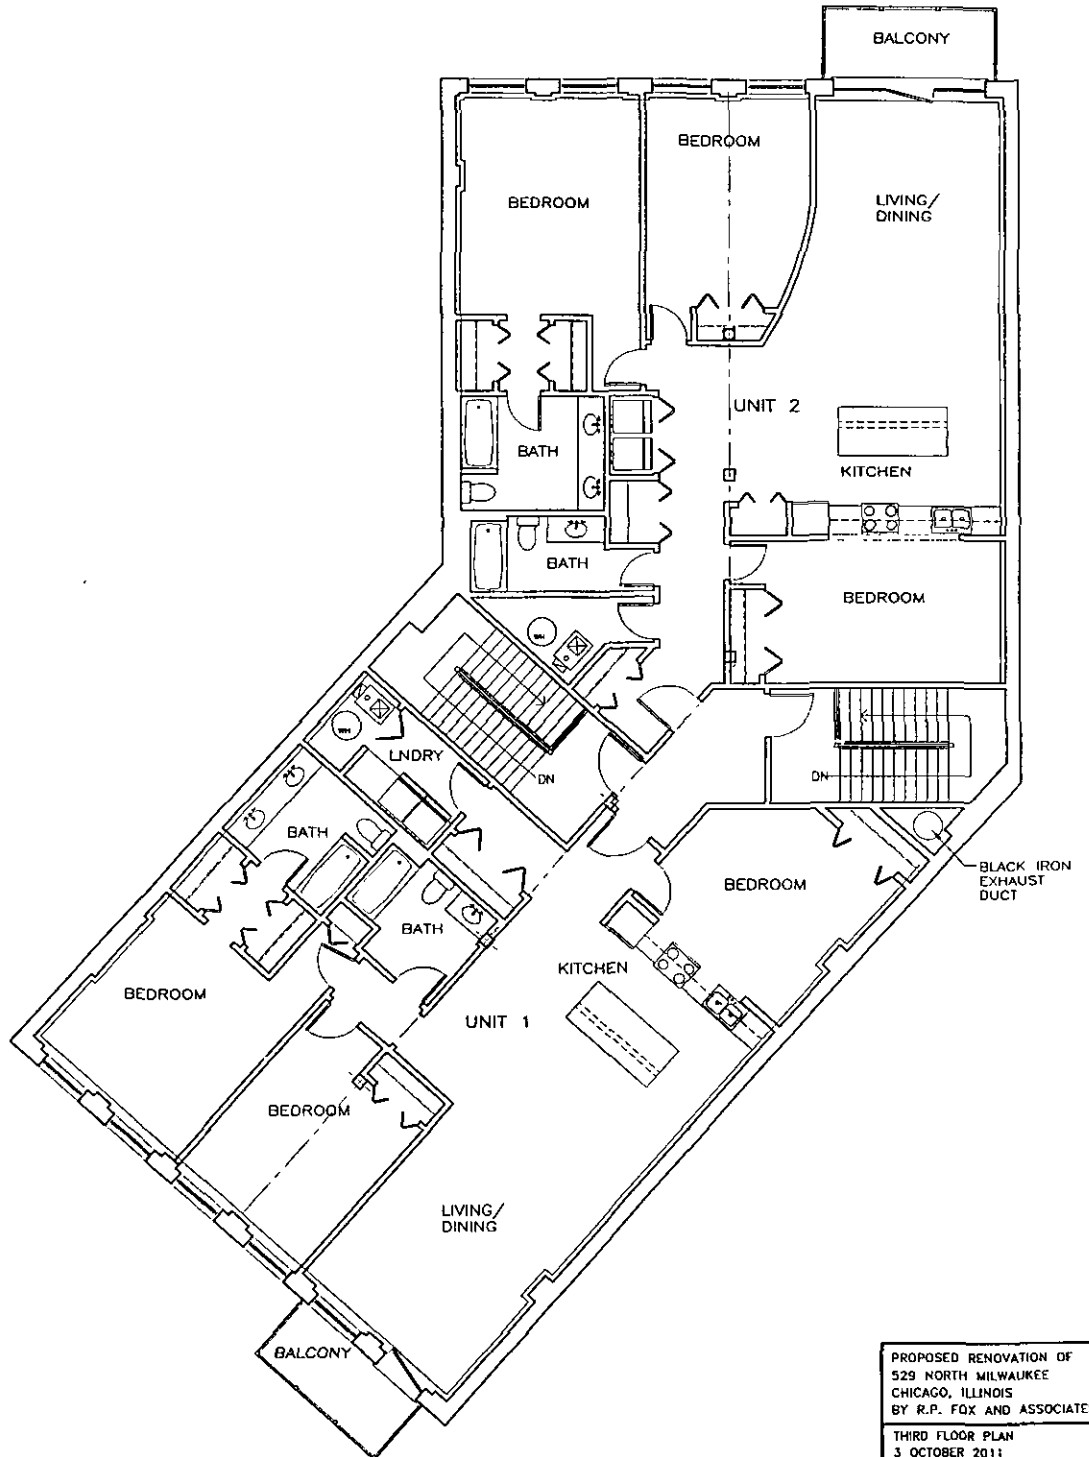 BALCONY
BEDROOM
BEDROOM
LIVING/
DINING
UNIT 2
BATH
KITCHEN
BATH
BEDROOM
WH
WH
LNDRY
DN
DN
BATH
BLACK IRON
EXHAUST
DUCT
BEDROOM
BATH
KITCHEN
BEDROOM
UNIT 1
BEDROOM
LIVING/
DINING
BALCONY
PROPOSED RENOVATION OF
529 NORTH MILWAUKEE
CHICAGO, ILLINOIS
BY R.P. FOX AND ASSOCIATE
THIRD FLOOR PLAN
3 OCTOBER 2011